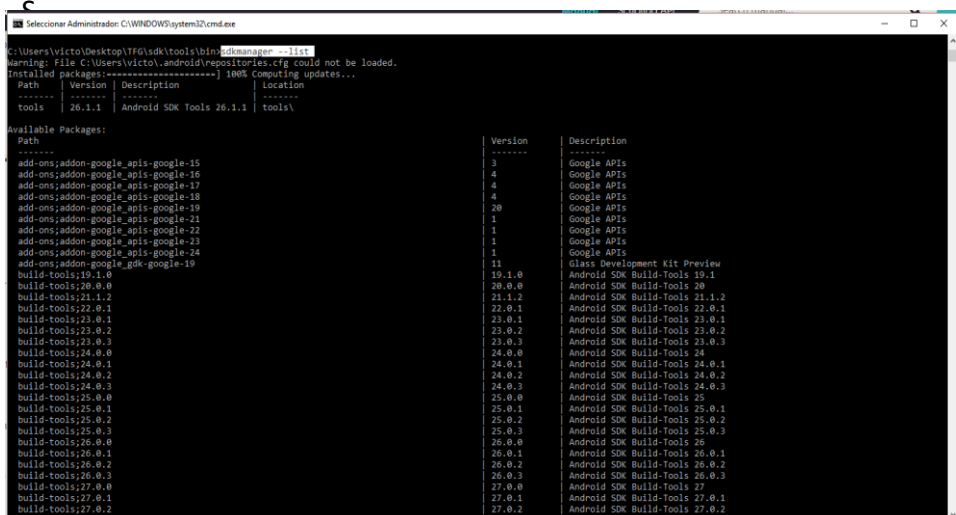 S
Seleccionar Administrador: C:\WINDOWS\system32\cmd.exe
C:\Users\victo\Desktop\TFG\sdk\tools\bin>sdkmanager --list
Warning: File C:\Users\victo\.android\repositories.cfg could not be loaded.
Installed packages:=====================] 100% Computing updates...
Path | Version | Description | Location
------- | ------- | ------- | -------
tools | 26.1.1 | Android SDK Tools 26.1.1 | tools\
Available Packages:
Path | Version | Description
------- | ------- | -------
add-ons;addon-google_apis-google-15 | 3 | Google APIs
add-ons;addon-google_apis-google-16 | 4 | Google APIs
add-ons;addon-google_apis-google-17 | 4 | Google APIs
add-ons;addon-google_apis-google-18 | 4 | Google APIs
add-ons;addon-google_apis-google-19 | 20 | Google APIs
add-ons;addon-google_apis-google-21 | 1 | Google APIs
add-ons;addon-google_apis-google-22 | 1 | Google APIs
add-ons;addon-google_apis-google-23 | 1 | Google APIs
add-ons;addon-google_apis-google-24 | 1 | Google APIs
add-ons;addon-google_gdk-google-19 | 11 | Glass Development Kit Preview
build-tools;19.1.0 | 19.1.0 | Android SDK Build-Tools 19.1
build-tools;20.0.0 | 20.0.0 | Android SDK Build-Tools 20
build-tools;21.1.2 | 21.1.2 | Android SDK Build-Tools 21.1.2
build-tools;22.0.1 | 22.0.1 | Android SDK Build-Tools 22.0.1
build-tools;23.0.1 | 23.0.1 | Android SDK Build-Tools 23.0.1
build-tools;23.0.2 | 23.0.2 | Android SDK Build-Tools 23.0.2
build-tools;23.0.3 | 23.0.3 | Android SDK Build-Tools 23.0.3
build-tools;24.0.0 | 24.0.0 | Android SDK Build-Tools 24
build-tools;24.0.1 | 24.0.1 | Android SDK Build-Tools 24.0.1
build-tools;24.0.2 | 24.0.2 | Android SDK Build-Tools 24.0.2
build-tools;24.0.3 | 24.0.3 | Android SDK Build-Tools 24.0.3
build-tools;25.0.0 | 25.0.0 | Android SDK Build-Tools 25
build-tools;25.0.1 | 25.0.1 | Android SDK Build-Tools 25.0.1
build-tools;25.0.2 | 25.0.2 | Android SDK Build-Tools 25.0.2
build-tools;25.0.3 | 25.0.3 | Android SDK Build-Tools 25.0.3
build-tools;26.0.0 | 26.0.0 | Android SDK Build-Tools 26
build-tools;26.0.1 | 26.0.1 | Android SDK Build-Tools 26.0.1
build-tools;26.0.2 | 26.0.2 | Android SDK Build-Tools 26.0.2
build-tools;26.0.3 | 26.0.3 | Android SDK Build-Tools 26.0.3
build-tools;27.0.0 | 27.0.0 | Android SDK Build-Tools 27
build-tools;27.0.1 | 27.0.1 | Android SDK Build-Tools 27.0.1
build-tools;27.0.2 | 27.0.2 | Android SDK Build-Tools 27.0.2